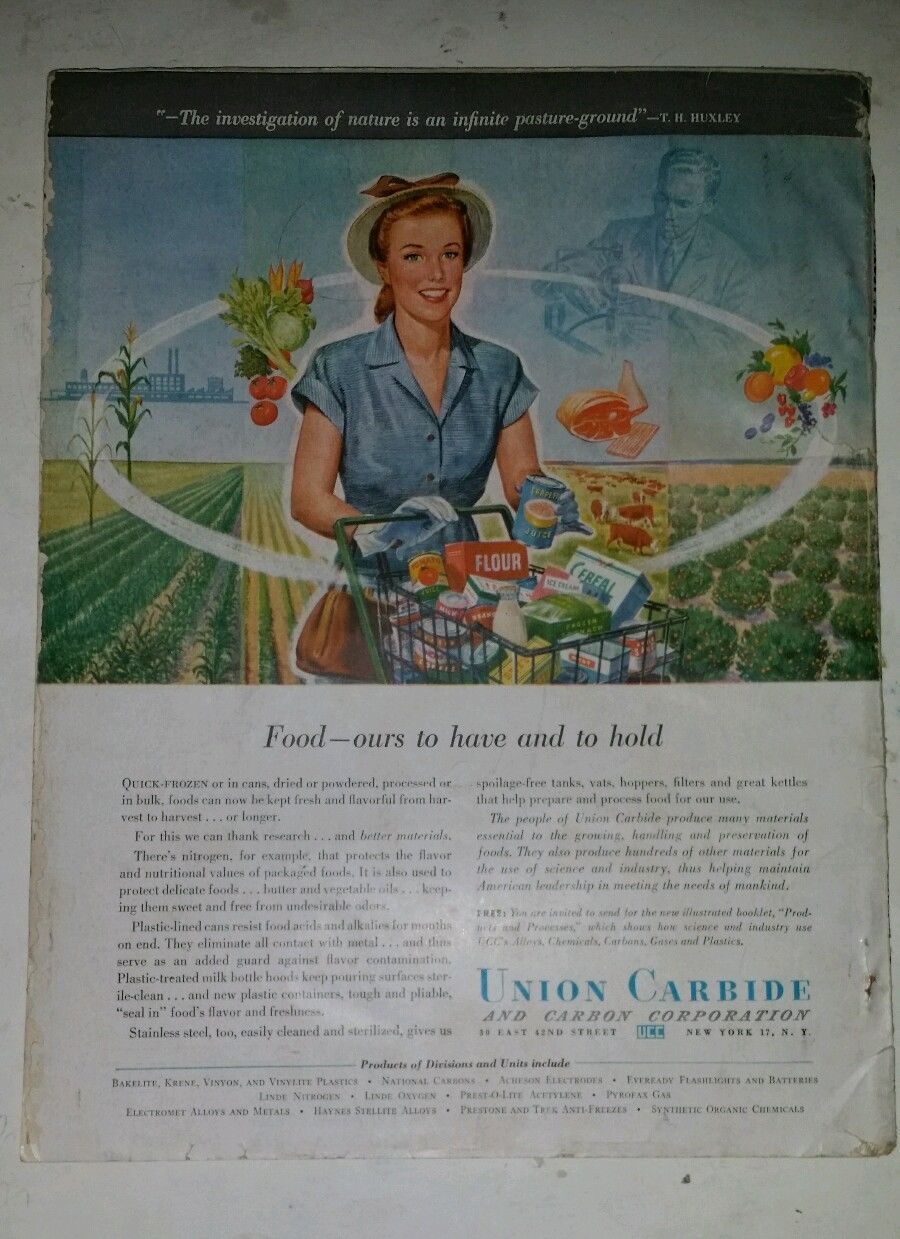 "—The investigation of nature is an infinite pasture-ground"—T. H. HUXLEY
GRAPEFRUIT
JUICE
FLOUR
CEREAL
ICE CREAM
MILK
FROZEN
Food—ours to have and to hold
QUICK-FROZEN or in cans, dried or powdered, processed or
in bulk, foods can now be kept fresh and flavorful from har-
vest to harvest . . . or longer.
For this we can thank research . . . and better materials.
There's nitrogen, for example, that protects the flavor
and nutritional values of packaged foods. It is also used to
protect delicate foods . . . butter and vegetable oils . . . keep-
ing them sweet and free from undesirable odors.
Plastic-lined cans resist food acids and alkalies for months
on end. They eliminate all contact with metal . . . and thus
serve as an added guard against flavor contamination.
Plastic-treated milk bottle hoods keep pouring surfaces ster-
ile-clean . . . and new plastic containers, tough and pliable,
"seal in" food's flavor and freshness.
Stainless steel, too, easily cleaned and sterilized, gives us
spoilage-free tanks, vats, hoppers, filters and great kettles
that help prepare and process food for our use.
The people of Union Carbide produce many materials
essential to the growing, handling and preservation of
foods. They also produce hundreds of other materials for
the use of science and industry, thus helping maintain
American leadership in meeting the needs of mankind.
FREE: You are invited to send for the new illustrated booklet, "Prod-
ucts and Processes," which shows how science and industry use
UCC's Alloys, Chemicals, Carbons, Gases and Plastics.
UNION CARBIDE
AND CARBON CORPORATION
30 EAST 42ND STREET UCC NEW YORK 17, N. Y.
Products of Divisions and Units include
BAKELITE, KRENE, VINYON, AND VINYLITE PLASTICS • NATIONAL CARBONS • ACHESON ELECTRODES • EVEREADY FLASHLIGHTS AND BATTERIES
LINDE NITROGEN • LINDE OXYGEN • PREST-O-LITE ACETYLENE • PYROFAX GAS
ELECTROMET ALLOYS AND METALS • HAYNES STELLITE ALLOYS • PRESTONE AND TREK ANTI-FREEZES • SYNTHETIC ORGANIC CHEMICALS